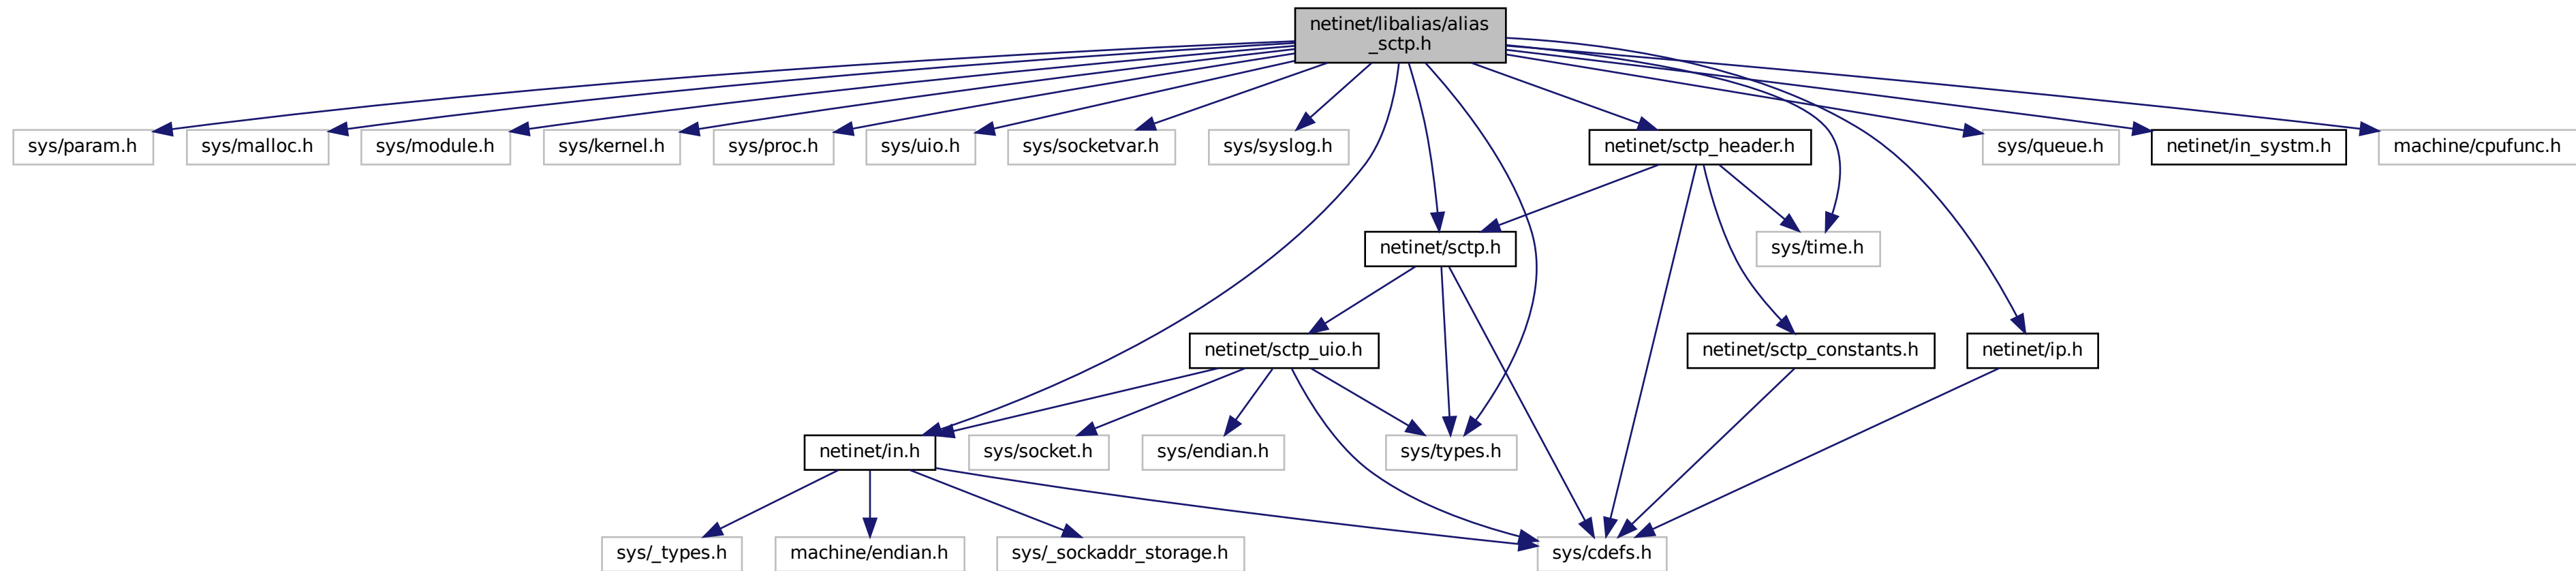 netinet/libalias/alias
_sctp.h
sys/param.h
sys/malloc.h
sys/module.h
sys/kernel.h
sys/proc.h
sys/uio.h
sys/socketvar.h
sys/syslog.h
netinet/sctp_header.h
sys/queue.h
netinet/in_systm.h
machine/cpufunc.h
netinet/sctp.h
sys/time.h
netinet/sctp_uio.h
netinet/sctp_constants.h
netinet/ip.h
netinet/in.h
sys/socket.h
sys/endian.h
sys/types.h
sys/_types.h
machine/endian.h
sys/_sockaddr_storage.h
sys/cdefs.h